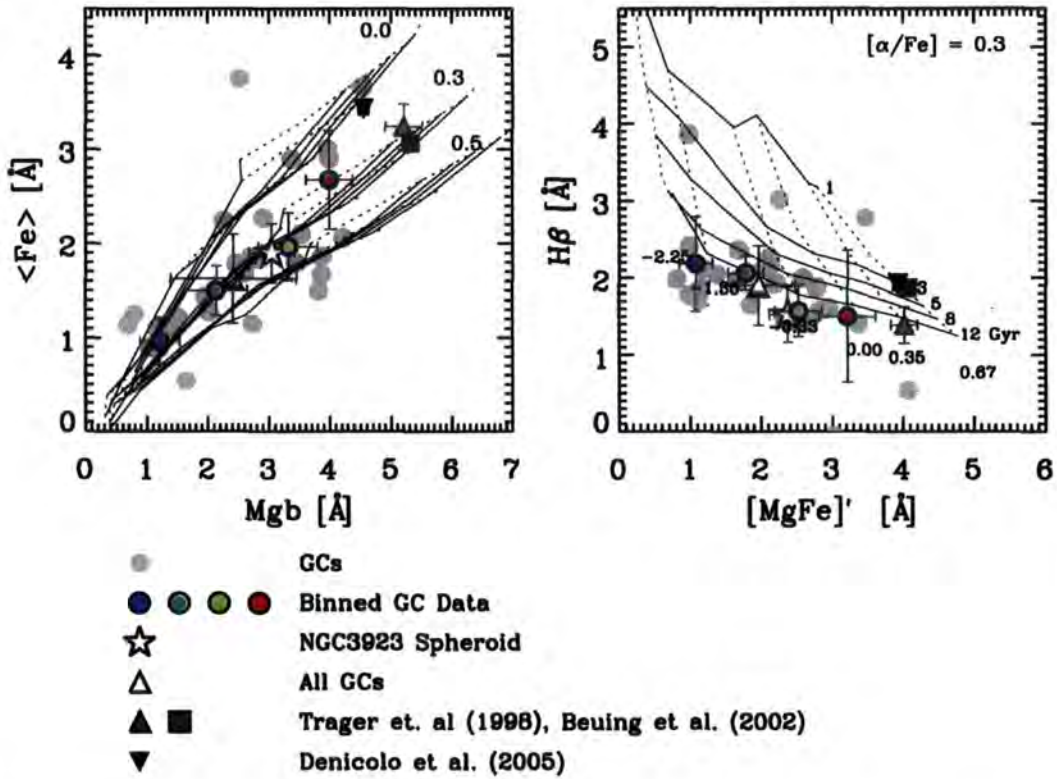 0.0
0.3
0.5
4
3
2
1
0
<Fe> [Å]
0 1 2 3 4 5 6 7
Mgb [Å]
[α/Fe] = 0.3
5
4
3
2
1
0
Hβ [Å]
1
5
8
12 Gyr
-2.25
0.00
0.35
0.67
0 1 2 3 4 5 6
[MgFe]' [Å]
GCs
Binned GC Data
NGC3923 Spheroid
All GCs
Trager et. al (1998), Beuing et al. (2002)
Denicolo et al. (2005)